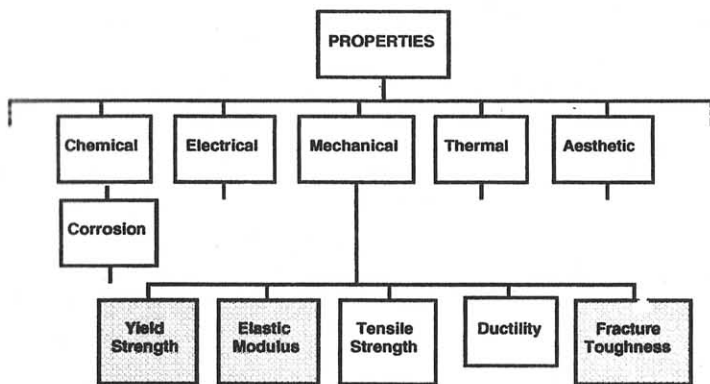 PROPERTIES
Chemical
Electrical
Mechanical
Thermal
Aesthetic
Corrosion
Yield
Strength
Elastic
Modulus
Tensile
Strength
Ductility
Fracture
Toughness